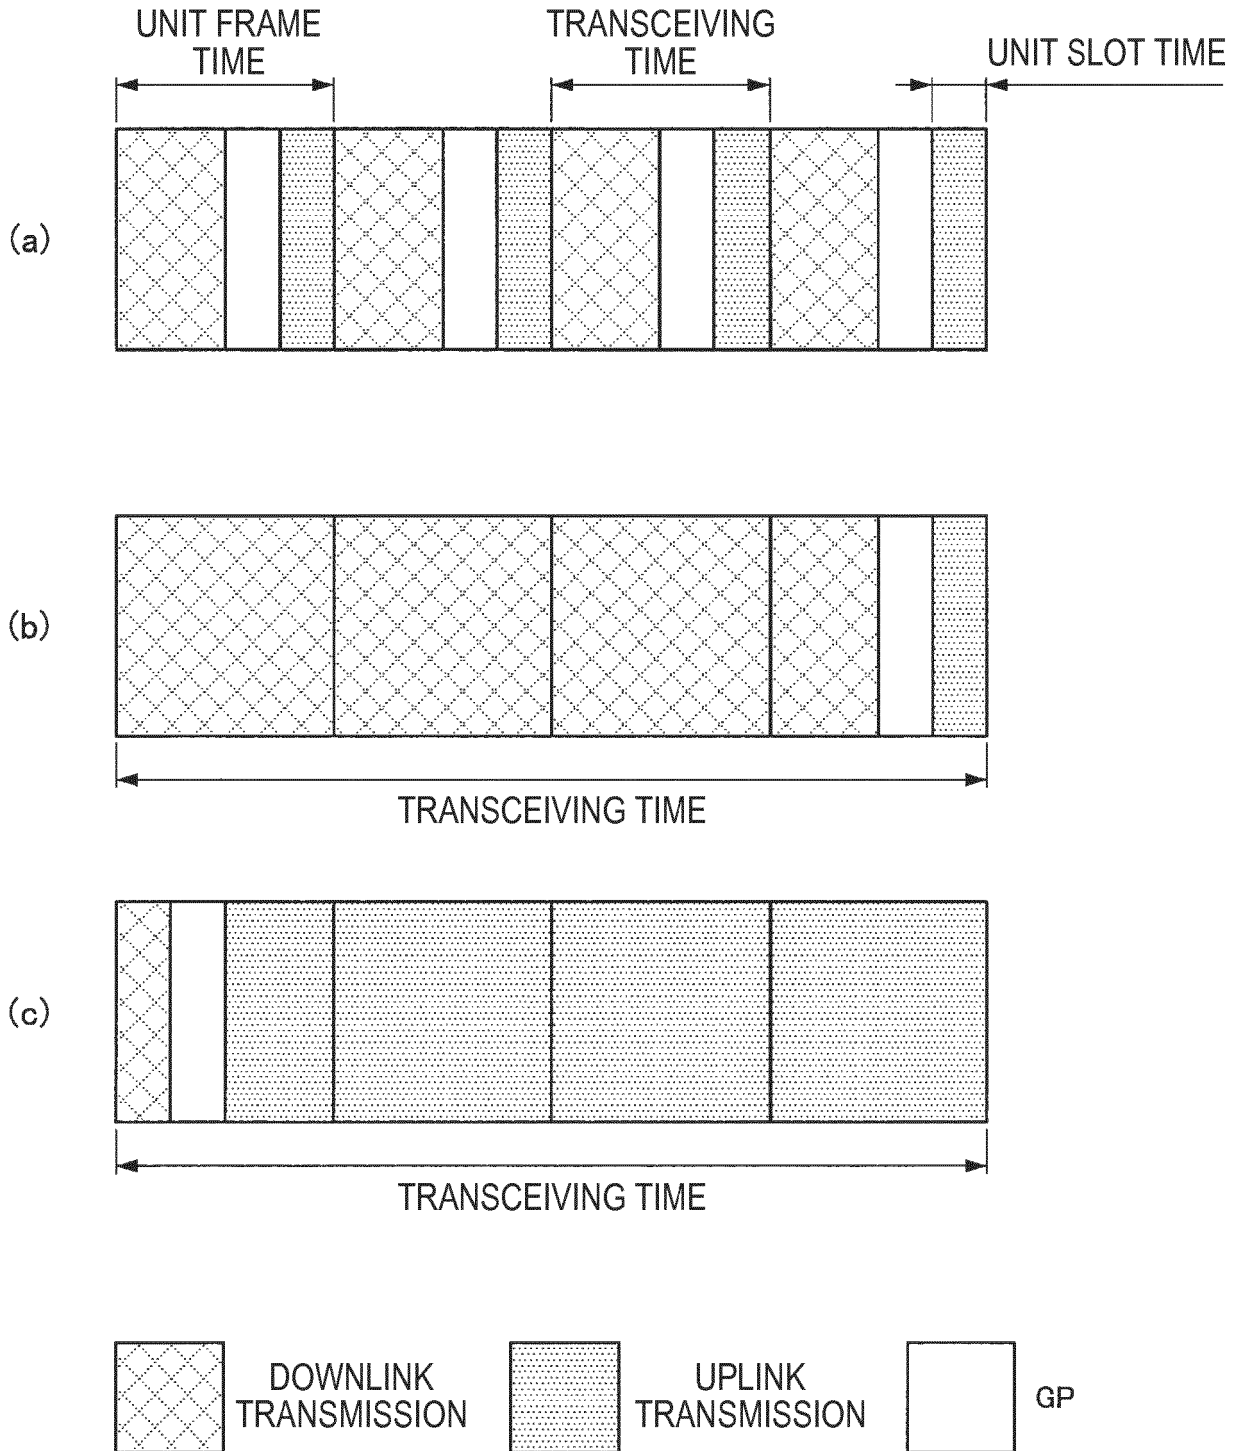 UNIT FRAME
TIME
TRANSCEIVING
TIME
UNIT SLOT TIME
(a)
(b)
TRANSCEIVING TIME
(c)
TRANSCEIVING TIME
DOWNLINK
TRANSMISSION
UPLINK
TRANSMISSION
GP